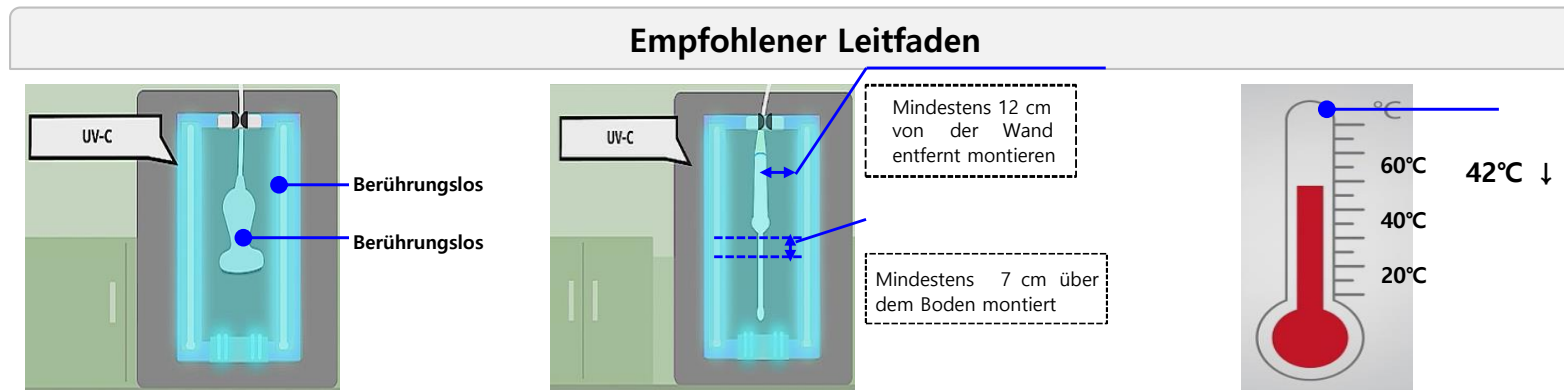 Empfohlener Leitfaden
UV-C
Berührungslos
Berührungslos
UV-C
Mindestens 12 cm
von der Wand
entfernt montieren
Mindestens 7 cm über
dem Boden montiert
°C
60℃
40℃
20℃
42℃ ↓